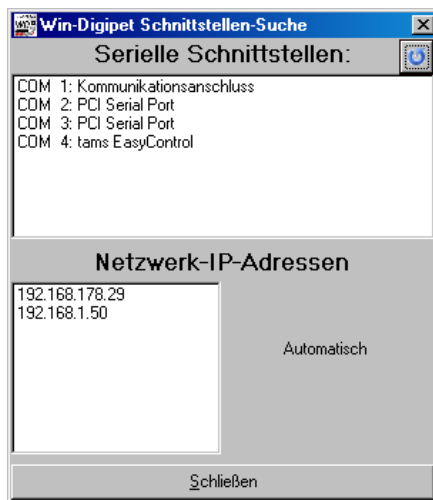 Win-Digipet Schnittstellen-Suche
Serielle Schnittstellen:
COM 1: Kommunikationsanschluss
COM 2: PCI Serial Port
COM 3: PCI Serial Port
COM 4: tams EasyControl
Netzwerk-IP-Adressen
192.168.178.29
192.168.1.50
Automatisch
Schließen